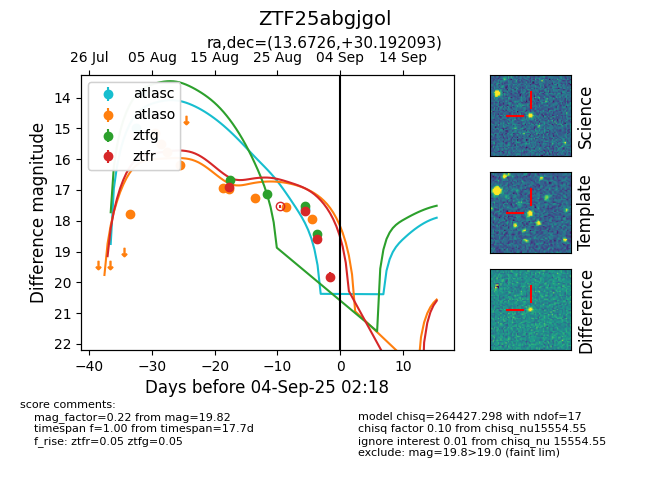 ZTF25abgjgol
ra,dec=(13.6726,+30.192093)
26 Jul 05 Aug 15 Aug 25 Aug 04 Sep 14 Sep
atlasc
atlaso
ztfg
ztfr
14
15
16
17
18
19
20
21
22
Difference magnitude
−40 −30 −20 −10 0 10
Days before 04-Sep-25 02:18
Science
Template
Difference
score comments:
mag_factor=0.22 from mag=19.82
timespan f=1.00 from timespan=17.7d
f_rise: ztfr=0.05 ztfg=0.05
model chisq=264427.298 with ndof=17
chisq factor 0.10 from chisq_nu15554.55
ignore interest 0.01 from chisq_nu 15554.55
exclude: mag=19.8>19.0 (faint lim)